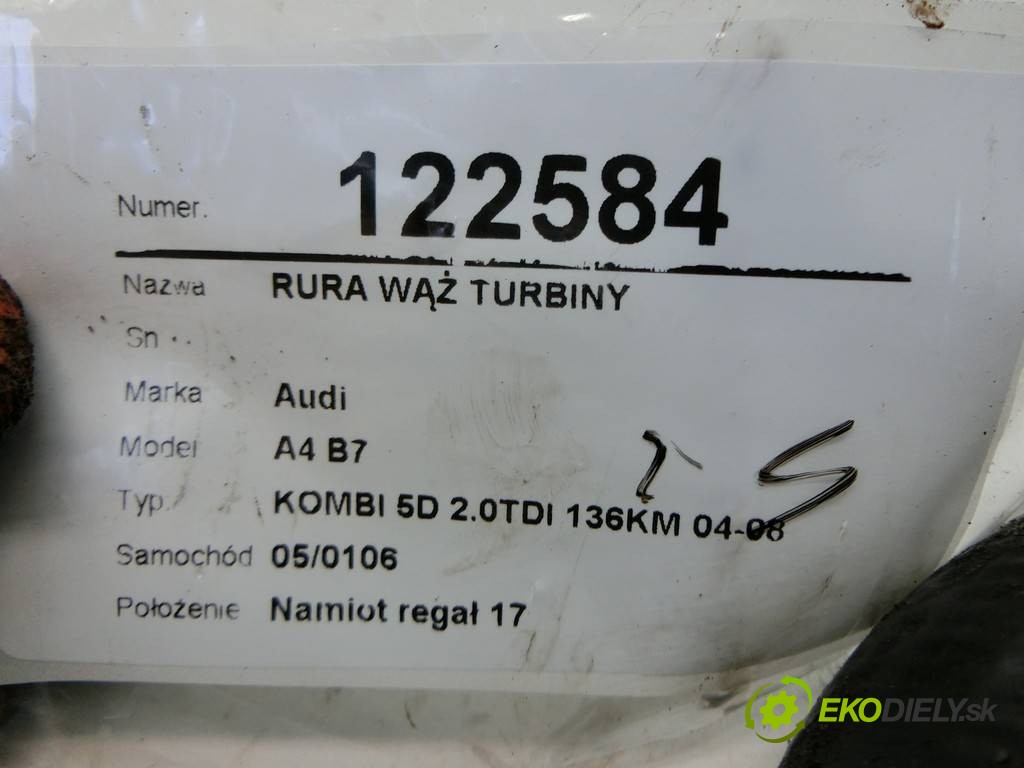 Numer. 122584
Nazwa RURA WĄŻ TURBINY
Sn
Marka Audi
Model A4 B7
Typ. KOMBI 5D 2.0TDI 136KM 04-08
Samochód 05/0106
Położenie Namiot regał 17
EKODIELY.sk